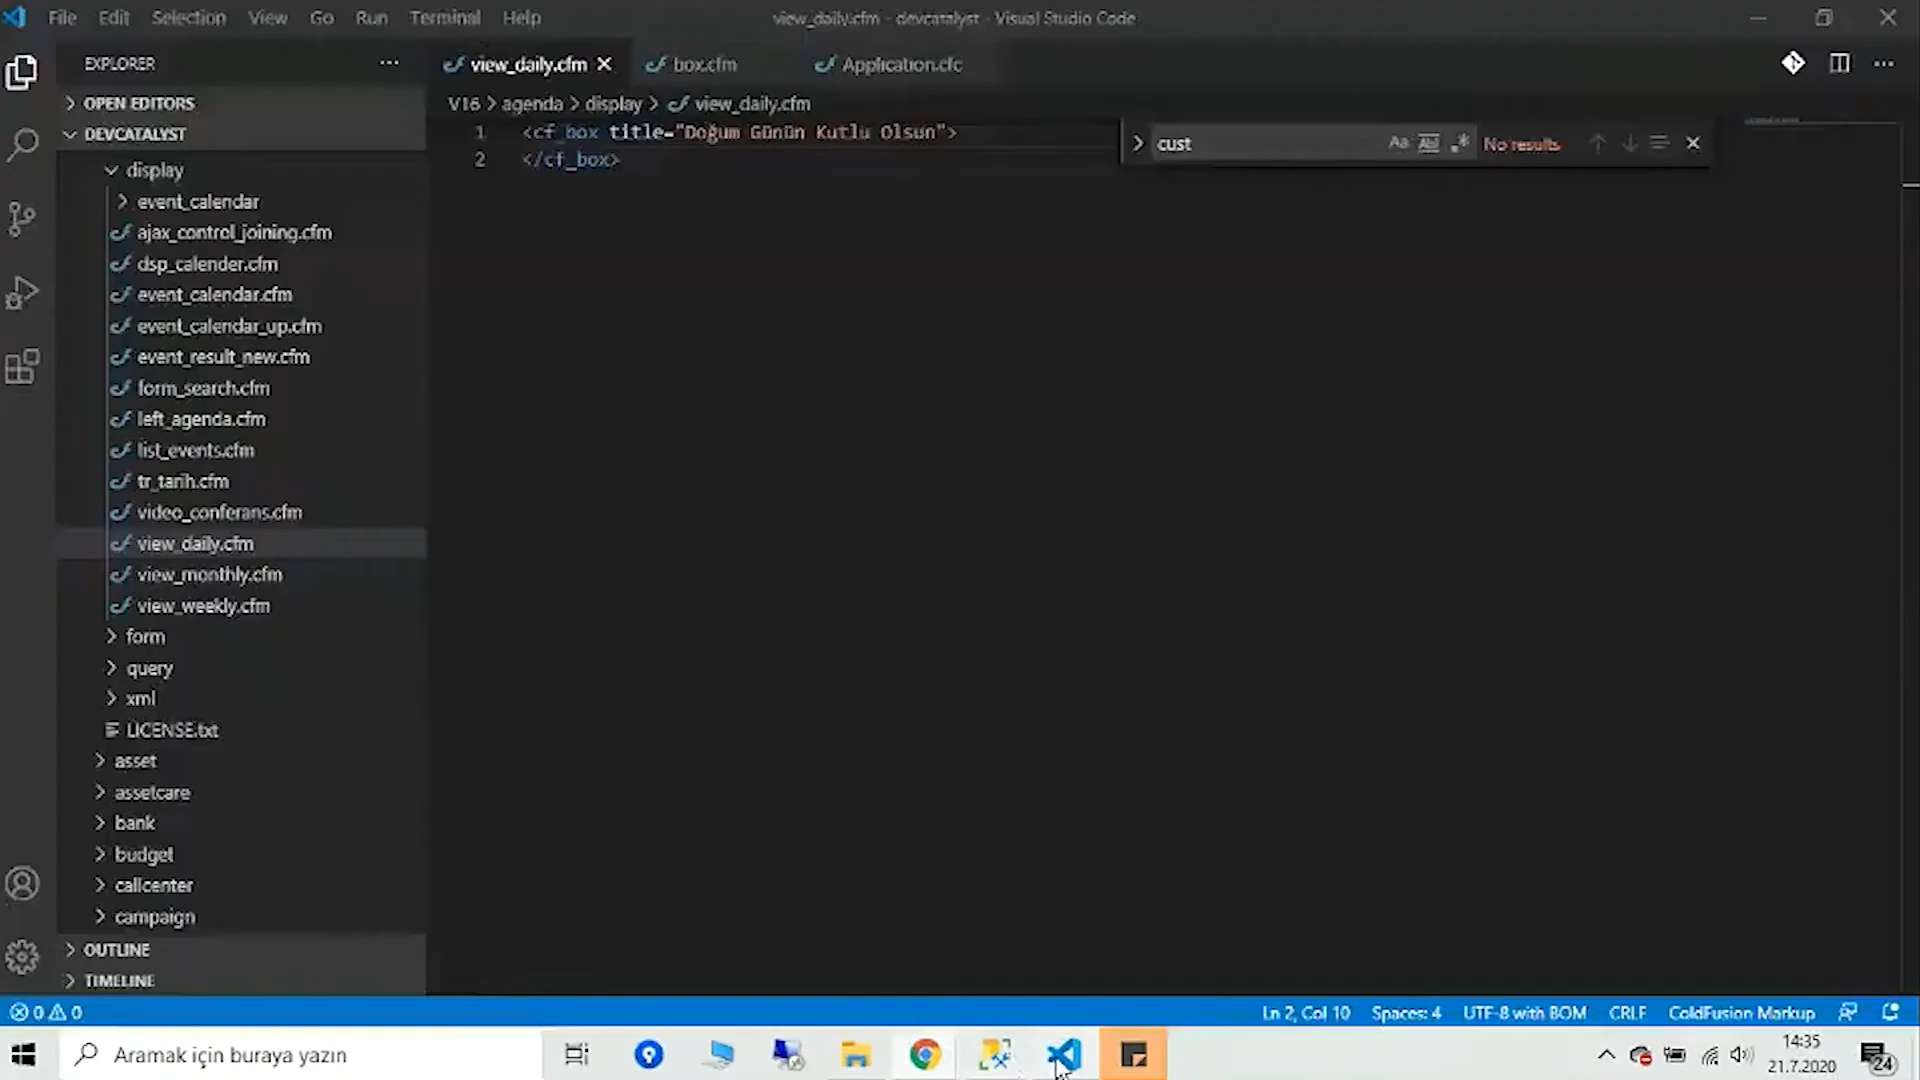 File Edit Selection View Go Run Terminal Help
view_daily.cfm - devcatalyst - Visual Studio Code
EXPLORER
OPEN EDITORS
DEVCATALYST
display
event_calendar
ajax_control_joining.cfm
dsp_calender.cfm
event_calendar.cfm
event_calendar_up.cfm
event_result_new.cfm
form_search.cfm
left_agenda.cfm
list_events.cfm
tr_tarih.cfm
video_conferans.cfm
view_daily.cfm
view_monthly.cfm
view_weekly.cfm
form
query
xml
LICENSE.txt
asset
assetcare
bank
budget
callcenter
campaign
OUTLINE
TIMELINE
view_daily.cfm box.cfm Application.cfc
V16 > agenda > display > view_daily.cfm
1 <cf_box title="Doğum Günün Kutlu Olsun">
2 </cf_box>
cust Aa Abl .* No results
0 0
Ln 2, Col 10 Spaces: 4 UTF-8 with BOM CRLF ColdFusion Markup
Aramak için buraya yazın
14:35
21.7.2020
24